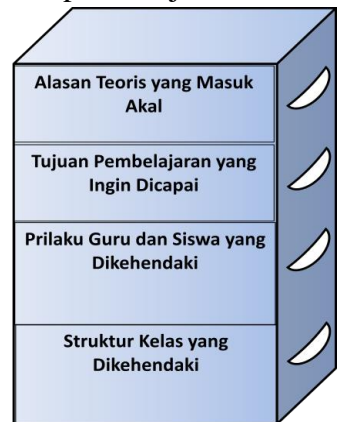 Alasan Teoris yang Masuk
Akal
Tujuan Pembelajaran yang
Ingin Dicapai
Prilaku Guru dan Siswa yang
Dikehendaki
Struktur Kelas yang
Dikehendaki